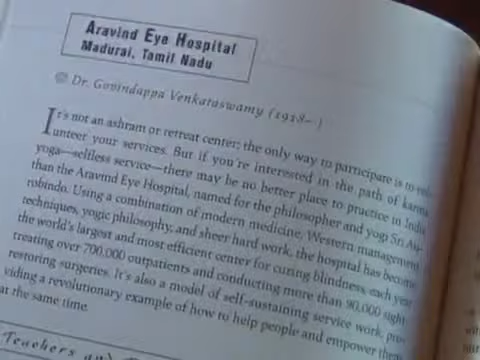 Aravind Eye Hospital
Madurai, Tamil Nadu
Dr. Govindappa Venkataswamy (1918– )
It's not an ashram or retreat center; the only way to participate is to vol-
unteer your services. But if you're interested in the path of karma
yoga—selfless service—there may be no better place to practice in India
than the Aravind Eye Hospital, named for the philosopher and yogi Sri Au-
robindo. Using a combination of modern medicine, Western management
techniques, yogic philosophy, and sheer hard work, the hospital has become
the world's largest and most efficient center for curing blindness, each year
treating over 700,000 outpatients and conducting more than 90,000 sight-
restoring surgeries. It's also a model of self-sustaining service work, pro-
viding a revolutionary example of how to help people and empower them
at the same time.
Teachers and